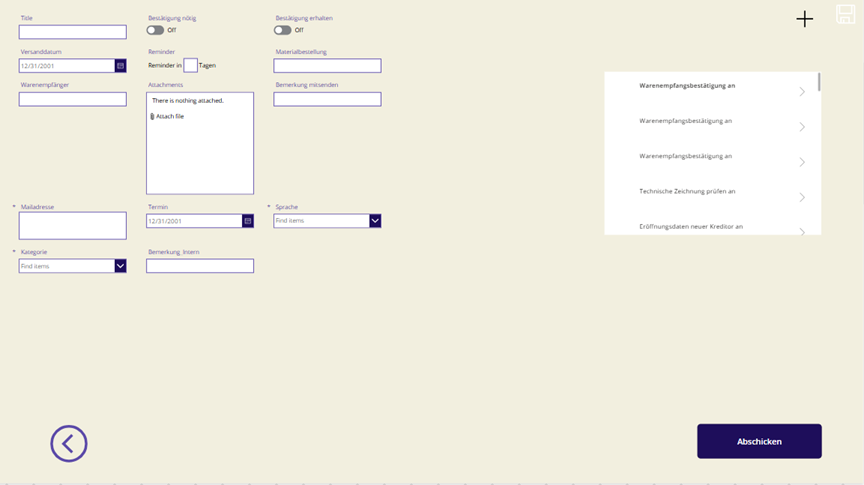 Title
Bestätigung nötig
Bestätigung erhalten
Off
Off
Versanddatum
Reminder
Materialbestellung
12/31/2001
Reminder in
Tagen
Warenempfänger
Attachments
Bemerkung mitsenden
There is nothing attached.
Attach file
* Mailadresse
Termin
* Sprache
12/31/2001
Find items
* Kategorie
Bemerkung_Intern
Find items
Warenempfangsbestätigung an
Warenempfangsbestätigung an
Warenempfangsbestätigung an
Technische Zeichnung prüfen an
Eröffnungsdaten neuer Kreditor an
Abschicken